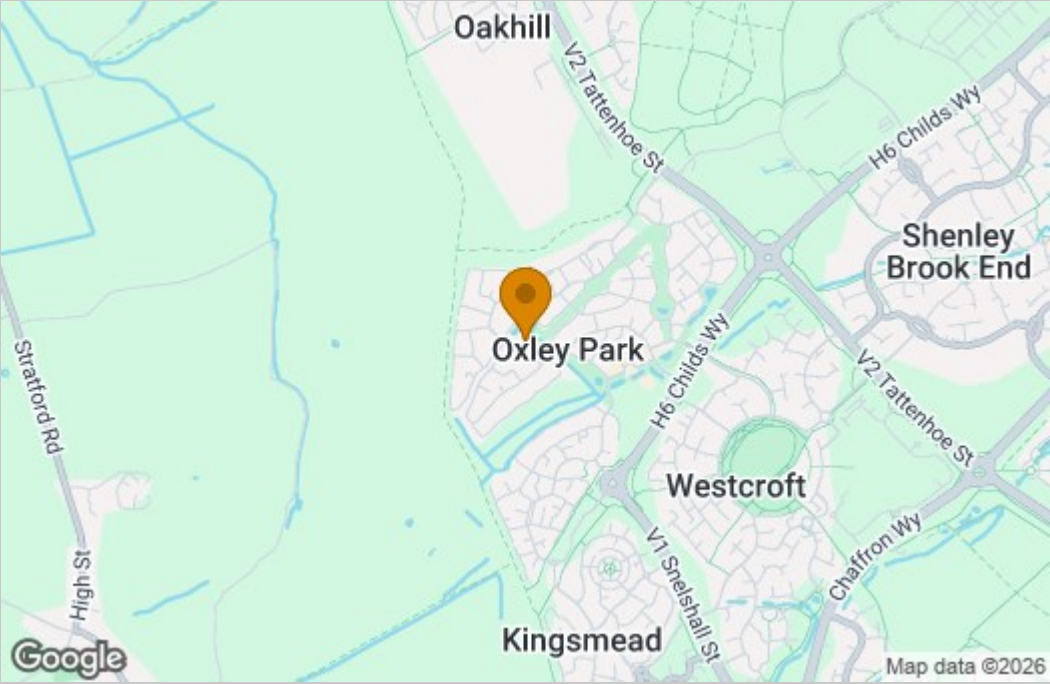 Oakhill
V2 Tattenhoe St
H6 Childs Wy
Shenley
Brook End
Oxley Park
H6 Childs Wy
V2 Tattenhoe St
Stratford Rd
Westcroft
Chaffron Wy
V1 Snelshall St
High St
Kingsmead
Google
Map data ©2026